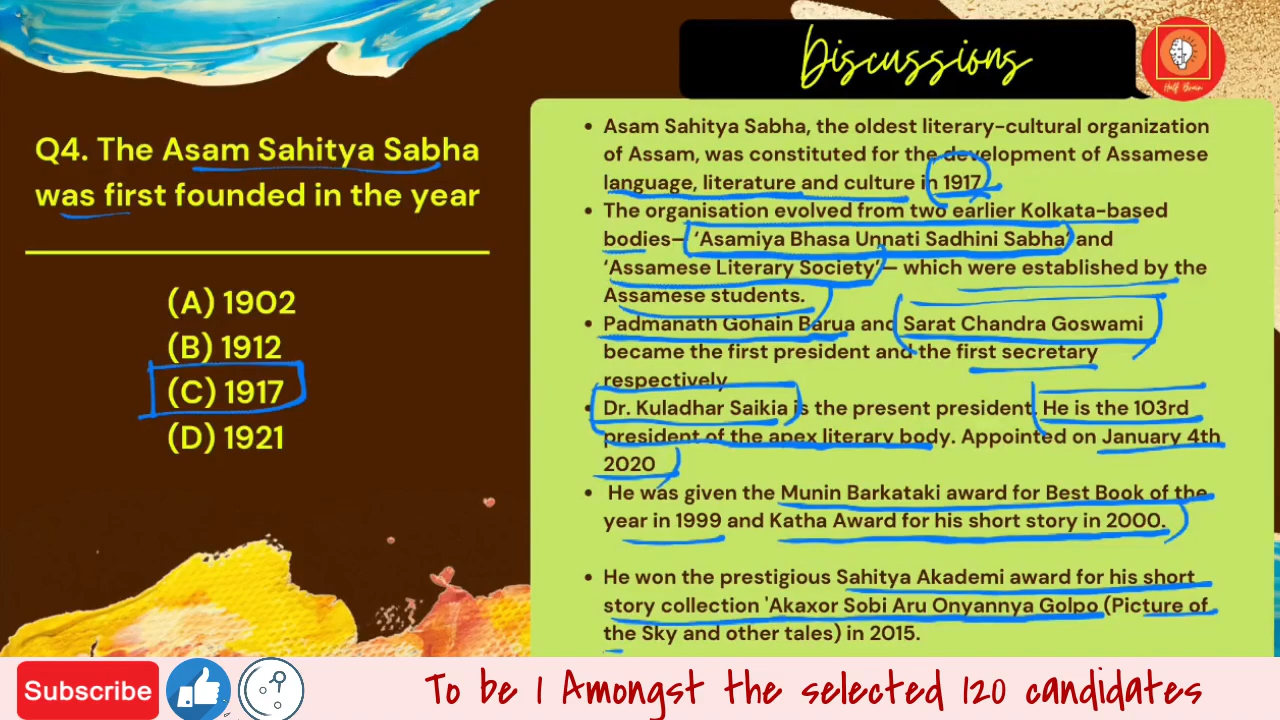 Discussions
Half Brain
Q4. The Asam Sahitya Sabha
was first founded in the year
(A) 1902
(B) 1912
(C) 1917
(D) 1921
• Asam Sahitya Sabha, the oldest literary-cultural organization
of Assam, was constituted for the development of Assamese
language, literature and culture in 1917
• The organisation evolved from two earlier Kolkata-based
bodies– ‘Asamiya Bhasa Unnati Sadhini Sabha’ and
‘Assamese Literary Society’– which were established by the
Assamese students.
• Padmanath Gohain Barua and Sarat Chandra Goswami
became the first president and the first secretary
respectively
• Dr. Kuladhar Saikia is the present president. He is the 103rd
president of the apex literary body. Appointed on January 4th
2020
• He was given the Munin Barkataki award for Best Book of the
year in 1999 and Katha Award for his short story in 2000.
• He won the prestigious Sahitya Akademi award for his short
story collection 'Akaxor Sobi Aru Onyannya Golpo (Picture of
the Sky and other tales) in 2015.
Subscribe
To be 1 Amongst the selected 120 candidates